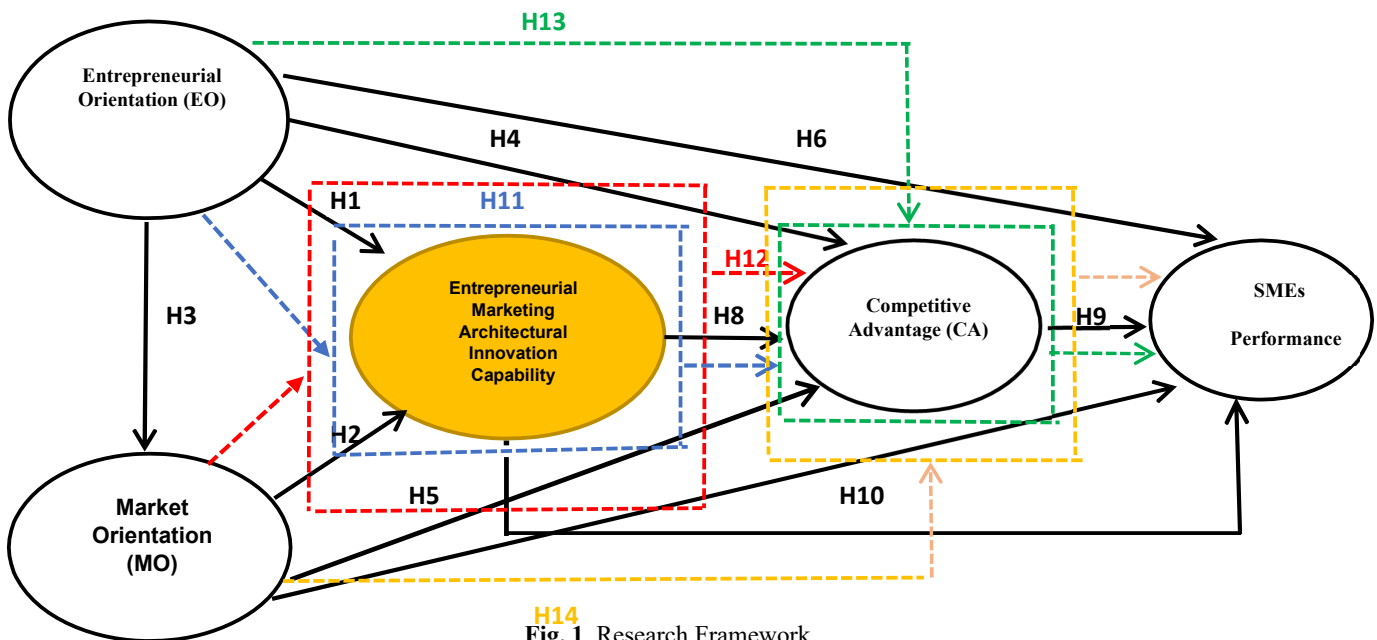 H13
Entrepreneurial
Orientation (EO)
H4
H6
H1
H11
H3
H12
Entrepreneurial
Marketing
Architectural
Innovation
Capability
H8
Competitive
Advantage (CA)
H9
SMEs
Performance
H2
H5
H10
Market
Orientation
(MO)
H14
Fig. 1 Research Framework